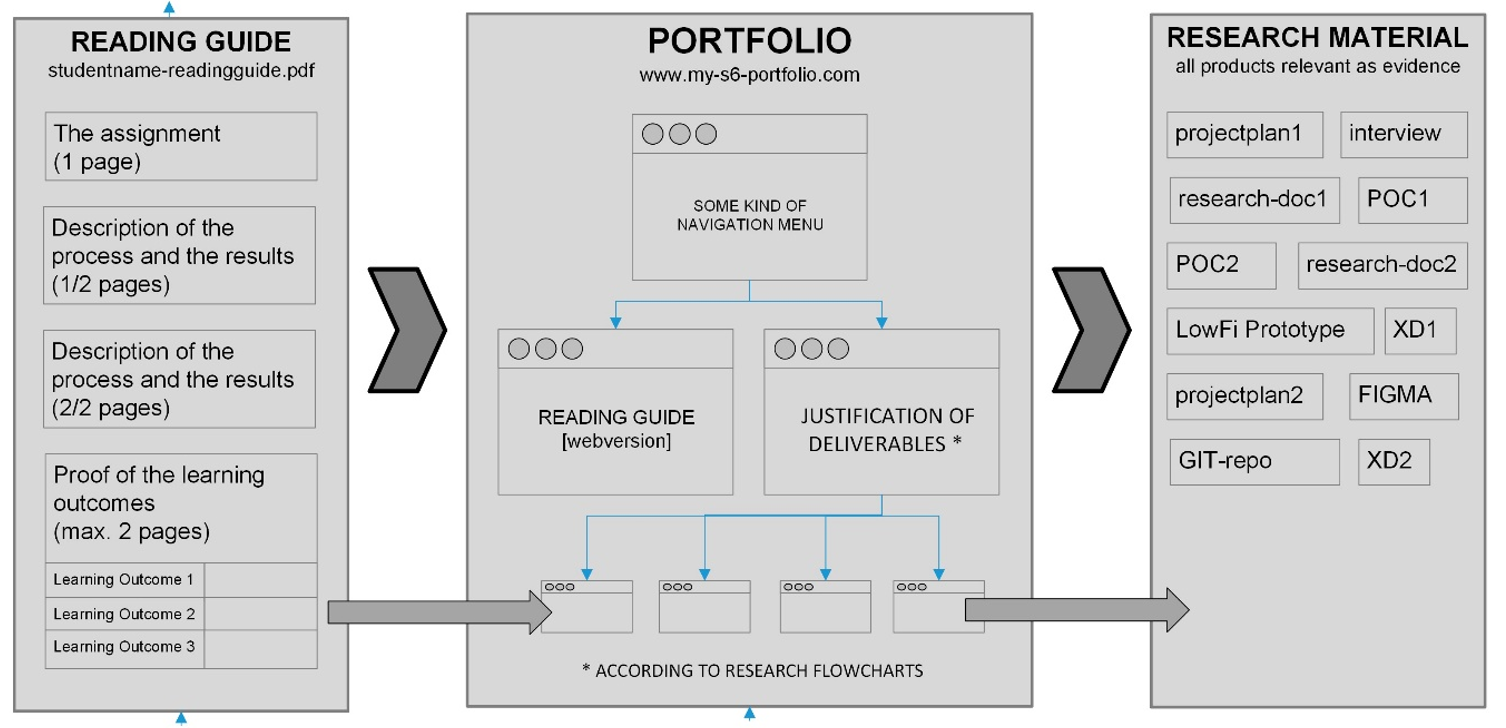 READING GUIDE
studentname-readingguide.pdf
The assignment
(1 page)
Description of the
process and the results
(1/2 pages)
Description of the
process and the results
(2/2 pages)
Proof of the learning
outcomes
(max. 2 pages)
Learning Outcome 1
Learning Outcome 2
Learning Outcome 3
PORTFOLIO
www.my-s6-portfolio.com
SOME KIND OF
NAVIGATION MENU
READING GUIDE
[webversion]
JUSTIFICATION OF
DELIVERABLES *
* ACCORDING TO RESEARCH FLOWCHARTS
RESEARCH MATERIAL
all products relevant as evidence
projectplan1 interview
research-doc1 POC1
POC2 research-doc2
LowFi Prototype XD1
projectplan2 FIGMA
GIT-repo XD2